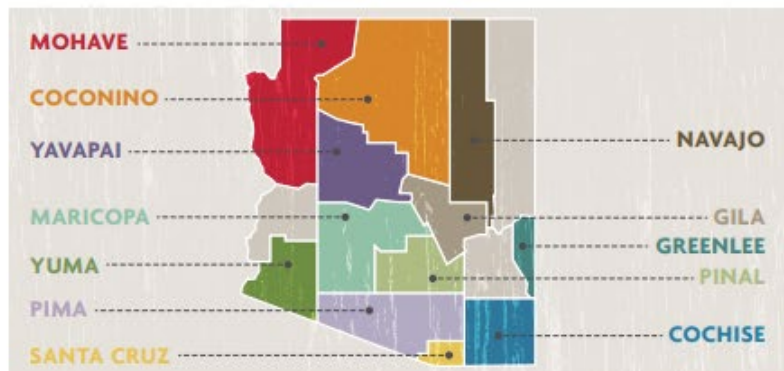 MOHAVE
COCONINO
YAVAPAI
MARICOPA
YUMA
PIMA
SANTA CRUZ
NAVAJO
GILA
GREENLEE
PINAL
COCHISE